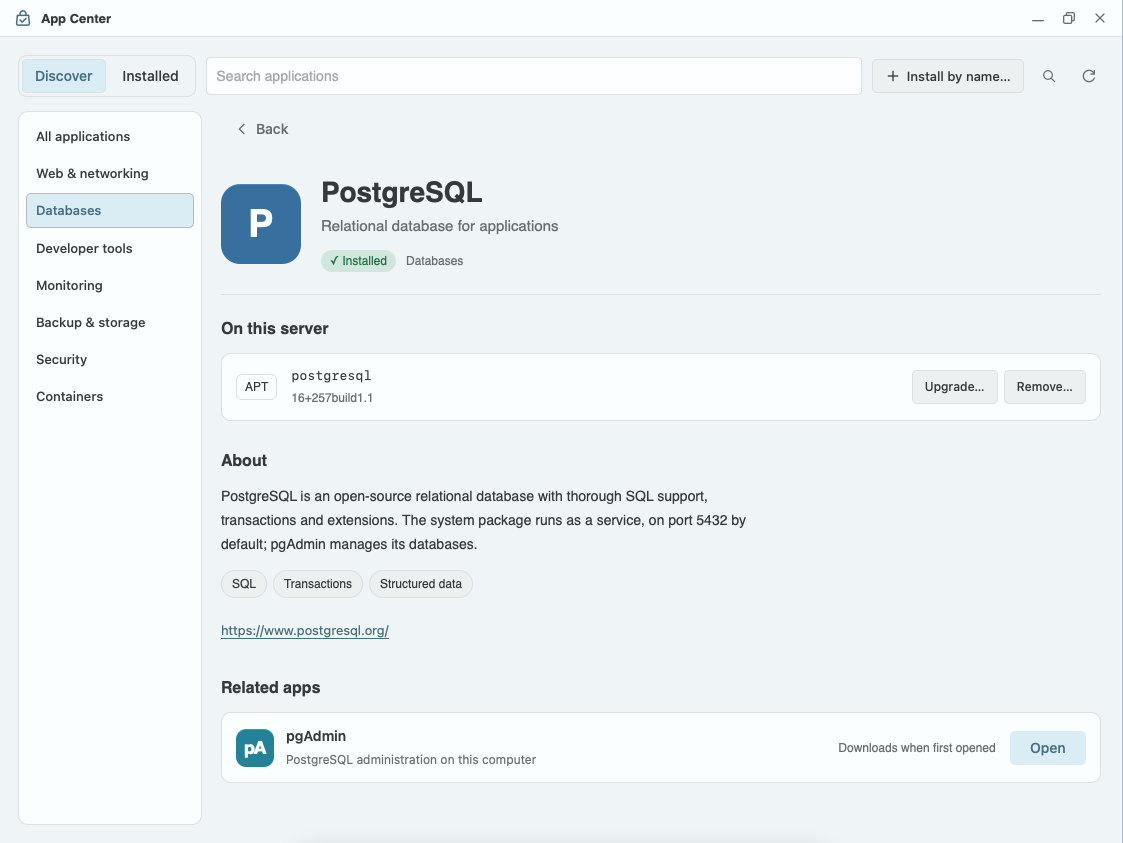 App Center
Discover
Installed
Search applications
Install by name...
All applications
Web & networking
Databases
Developer tools
Monitoring
Backup & storage
Security
Containers
Back
P
PostgreSQL
Relational database for applications
✓ Installed
Databases
On this server
APT
postgresql
16+257build1.1
Upgrade...
Remove...
About
PostgreSQL is an open-source relational database with thorough SQL support,
transactions and extensions. The system package runs as a service, on port 5432 by
default; pgAdmin manages its databases.
SQL
Transactions
Structured data
https://www.postgresql.org/
Related apps
pA
pgAdmin
PostgreSQL administration on this computer
Downloads when first opened
Open